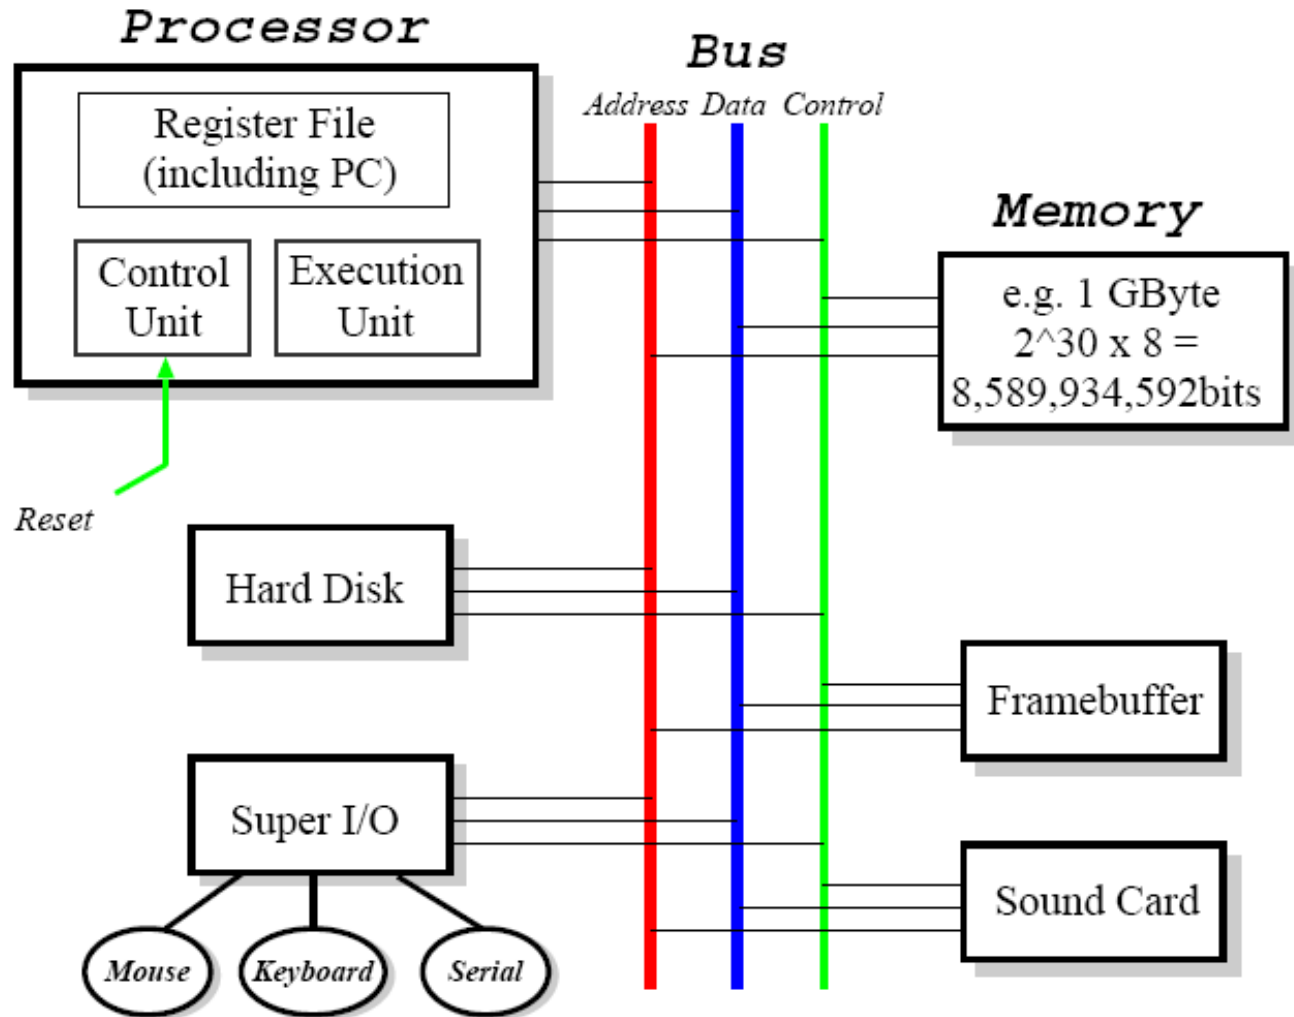 Processor
Register File
(including PC)
Control
Unit
Execution
Unit
Reset
Bus
Address Data Control
Memory
e.g. 1 GByte
2^30 x 8 =
8,589,934,592bits
Hard Disk
Framebuffer
Super I/O
Sound Card
Mouse
Keyboard
Serial